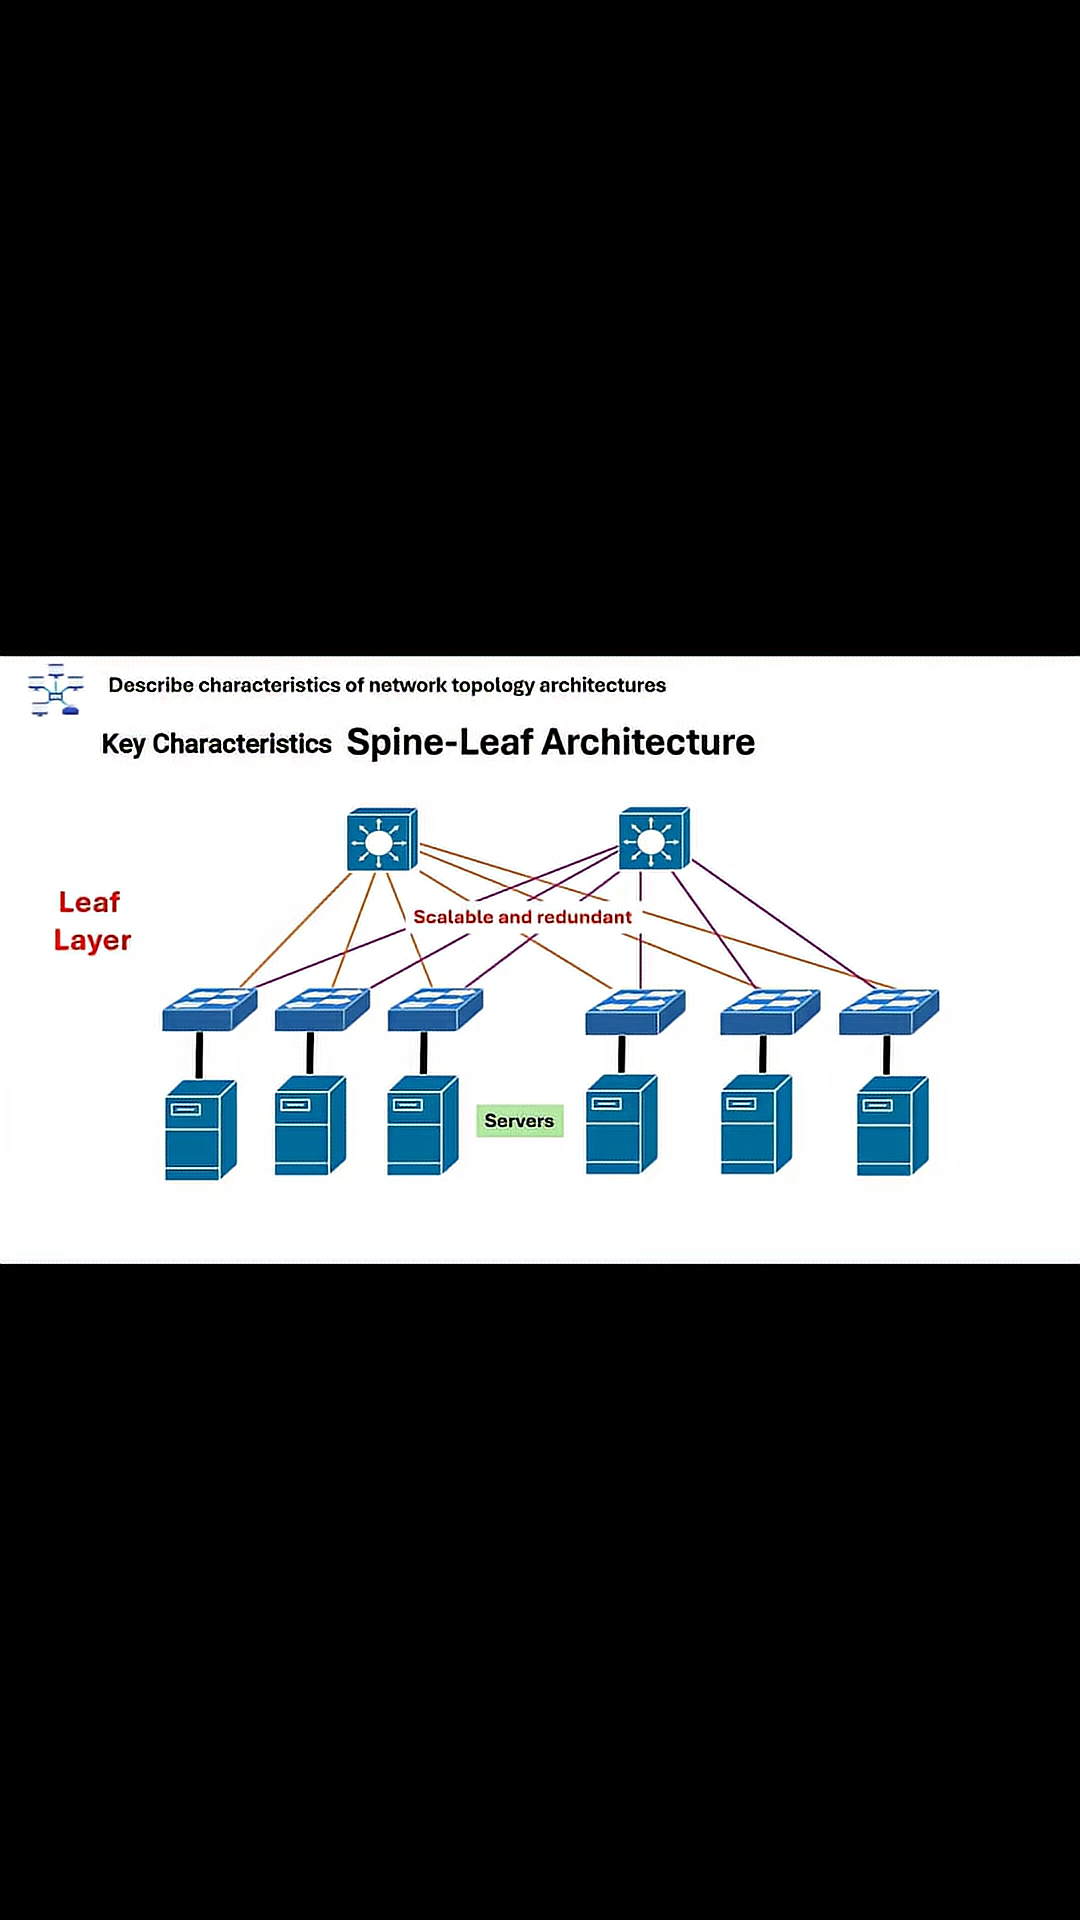 Describe characteristics of network topology architectures
Key Characteristics Spine-Leaf Architecture
Leaf
Layer
Scalable and redundant
Servers